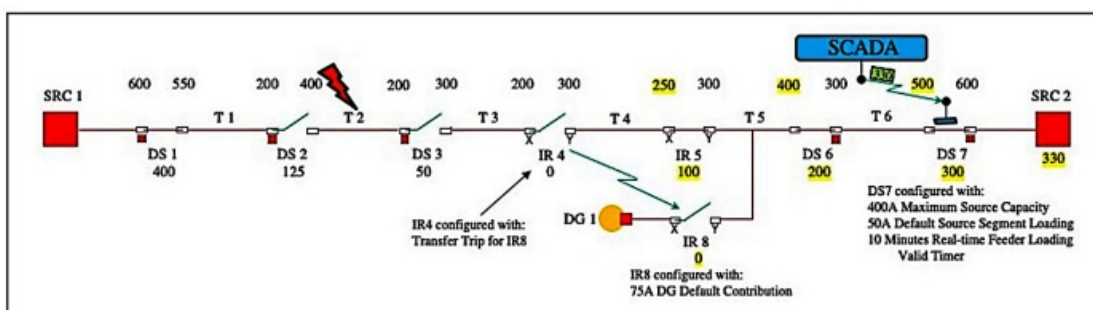 SCADA
330
600 550 200 400 200 300 200 300 250 300 400 300 500 600
SRC 1
SRC 2
T 1 T 2 T 3 T 4 T 5 T 6
DS 1 DS 2 DS 3 IR 4 IR 5 DS 6 DS 7
400 125 50 0 100 200 300 330
X Y X Y
DG 1
X Y
IR 8
0
IR4 configured with:
Transfer Trip for IR8
IR8 configured with:
75A DG Default Contribution
DS7 configured with:
400A Maximum Source Capacity
50A Default Source Segment Loading
10 Minutes Real-time Feeder Loading
Valid Timer